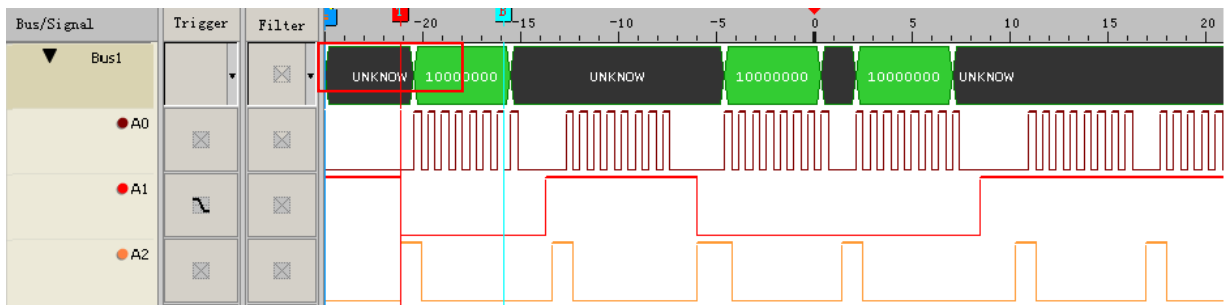 Bus/Signal Trigger Filter T -20 B -15 -10 -5 0 5 10 15 20
Bus1 UNKNOW 10000000 UNKNOW 10000000 10000000 UNKNOW
A0
A1
A2